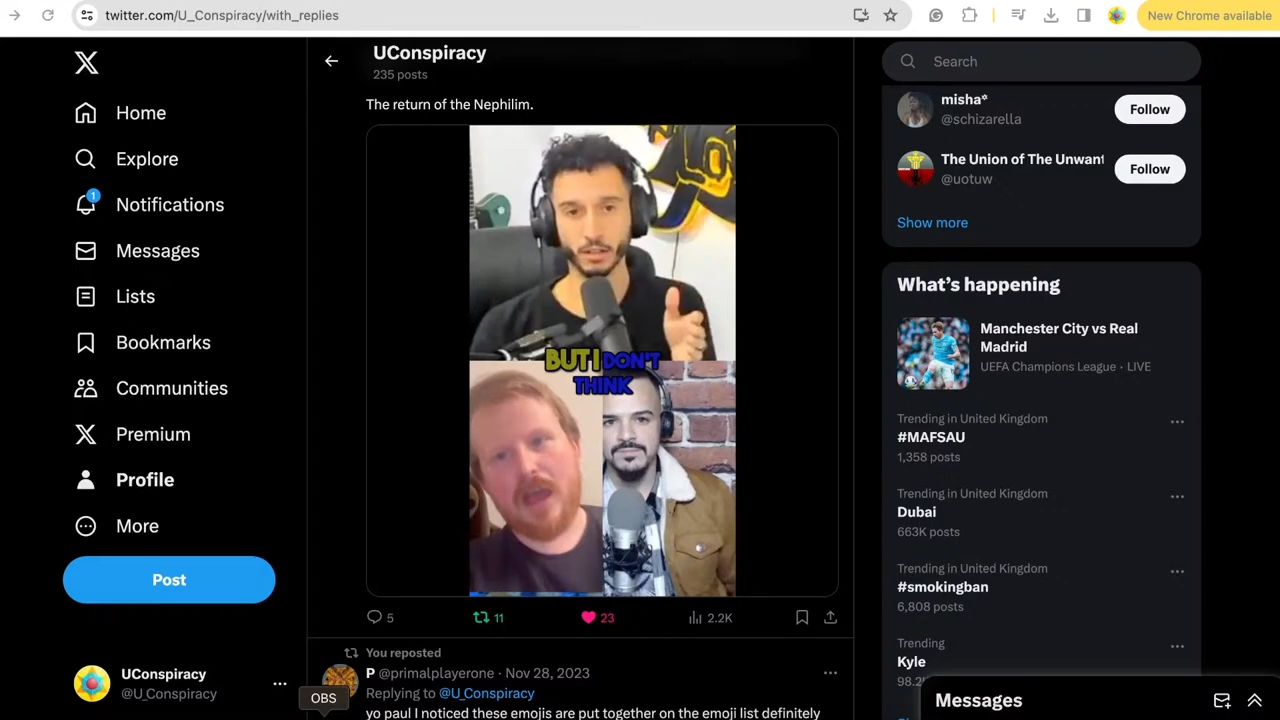 twitter.com/U_Conspiracy/with_replies
New Chrome available
UConspiracy
235 posts
Home
Explore
1
Notifications
Messages
Lists
Bookmarks
Communities
Premium
Profile
More
Post
UConspiracy
@U_Conspiracy
The return of the Nephilim.
BUT I DON'T
THINK
5
11
23
2.2K
You reposted
P @primalplayerone · Nov 28, 2023
Replying to @U_Conspiracy
yo paul I noticed these emojis are put together on the emoji list definitely
OBS
Search
misha*
@schizarella
Follow
The Union of The Unwant
@uotuw
Follow
Show more
What's happening
Manchester City vs Real
Madrid
UEFA Champions League · LIVE
Trending in United Kingdom
#MAFSAU
1,358 posts
Trending in United Kingdom
Dubai
663K posts
Trending in United Kingdom
#smokingban
6,808 posts
Trending
Kyle
98.2
Messages